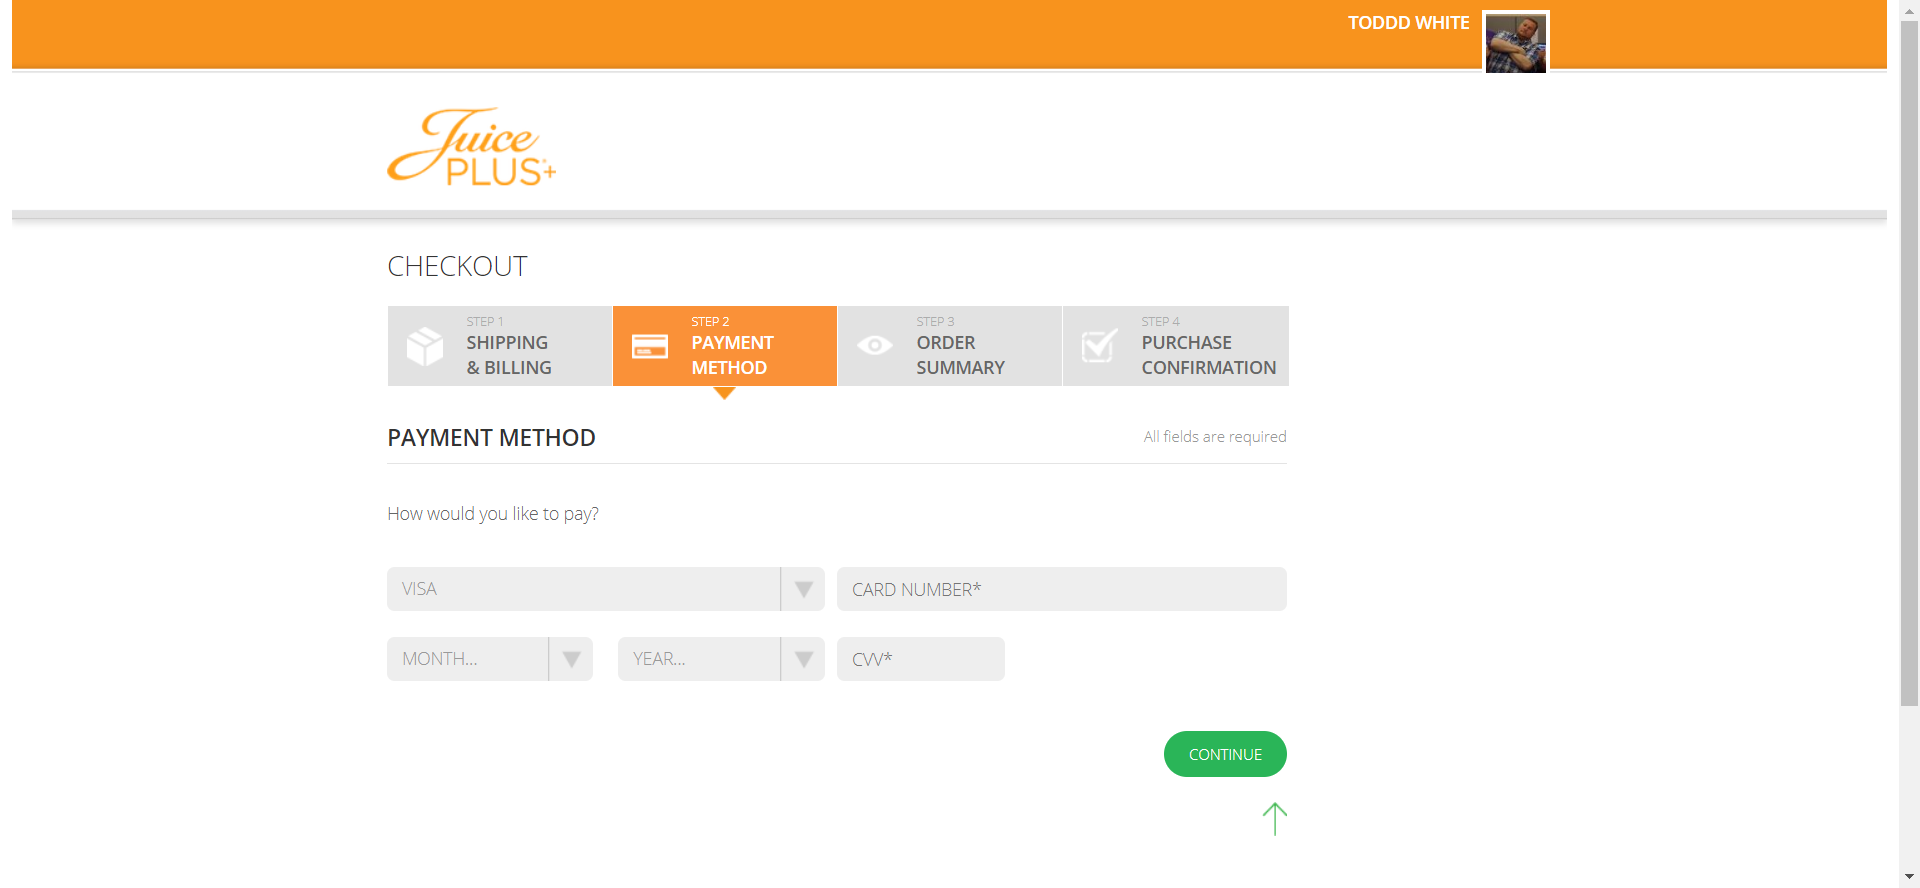 TODDD WHITE
Juice
PLUS+
CHECKOUT
STEP 1
SHIPPING
& BILLING
STEP 2
PAYMENT
METHOD
STEP 3
ORDER
SUMMARY
STEP 4
PURCHASE
CONFIRMATION
PAYMENT METHOD
All fields are required
How would you like to pay?
VISA
CARD NUMBER*
MONTH...
YEAR...
CVV*
CONTINUE